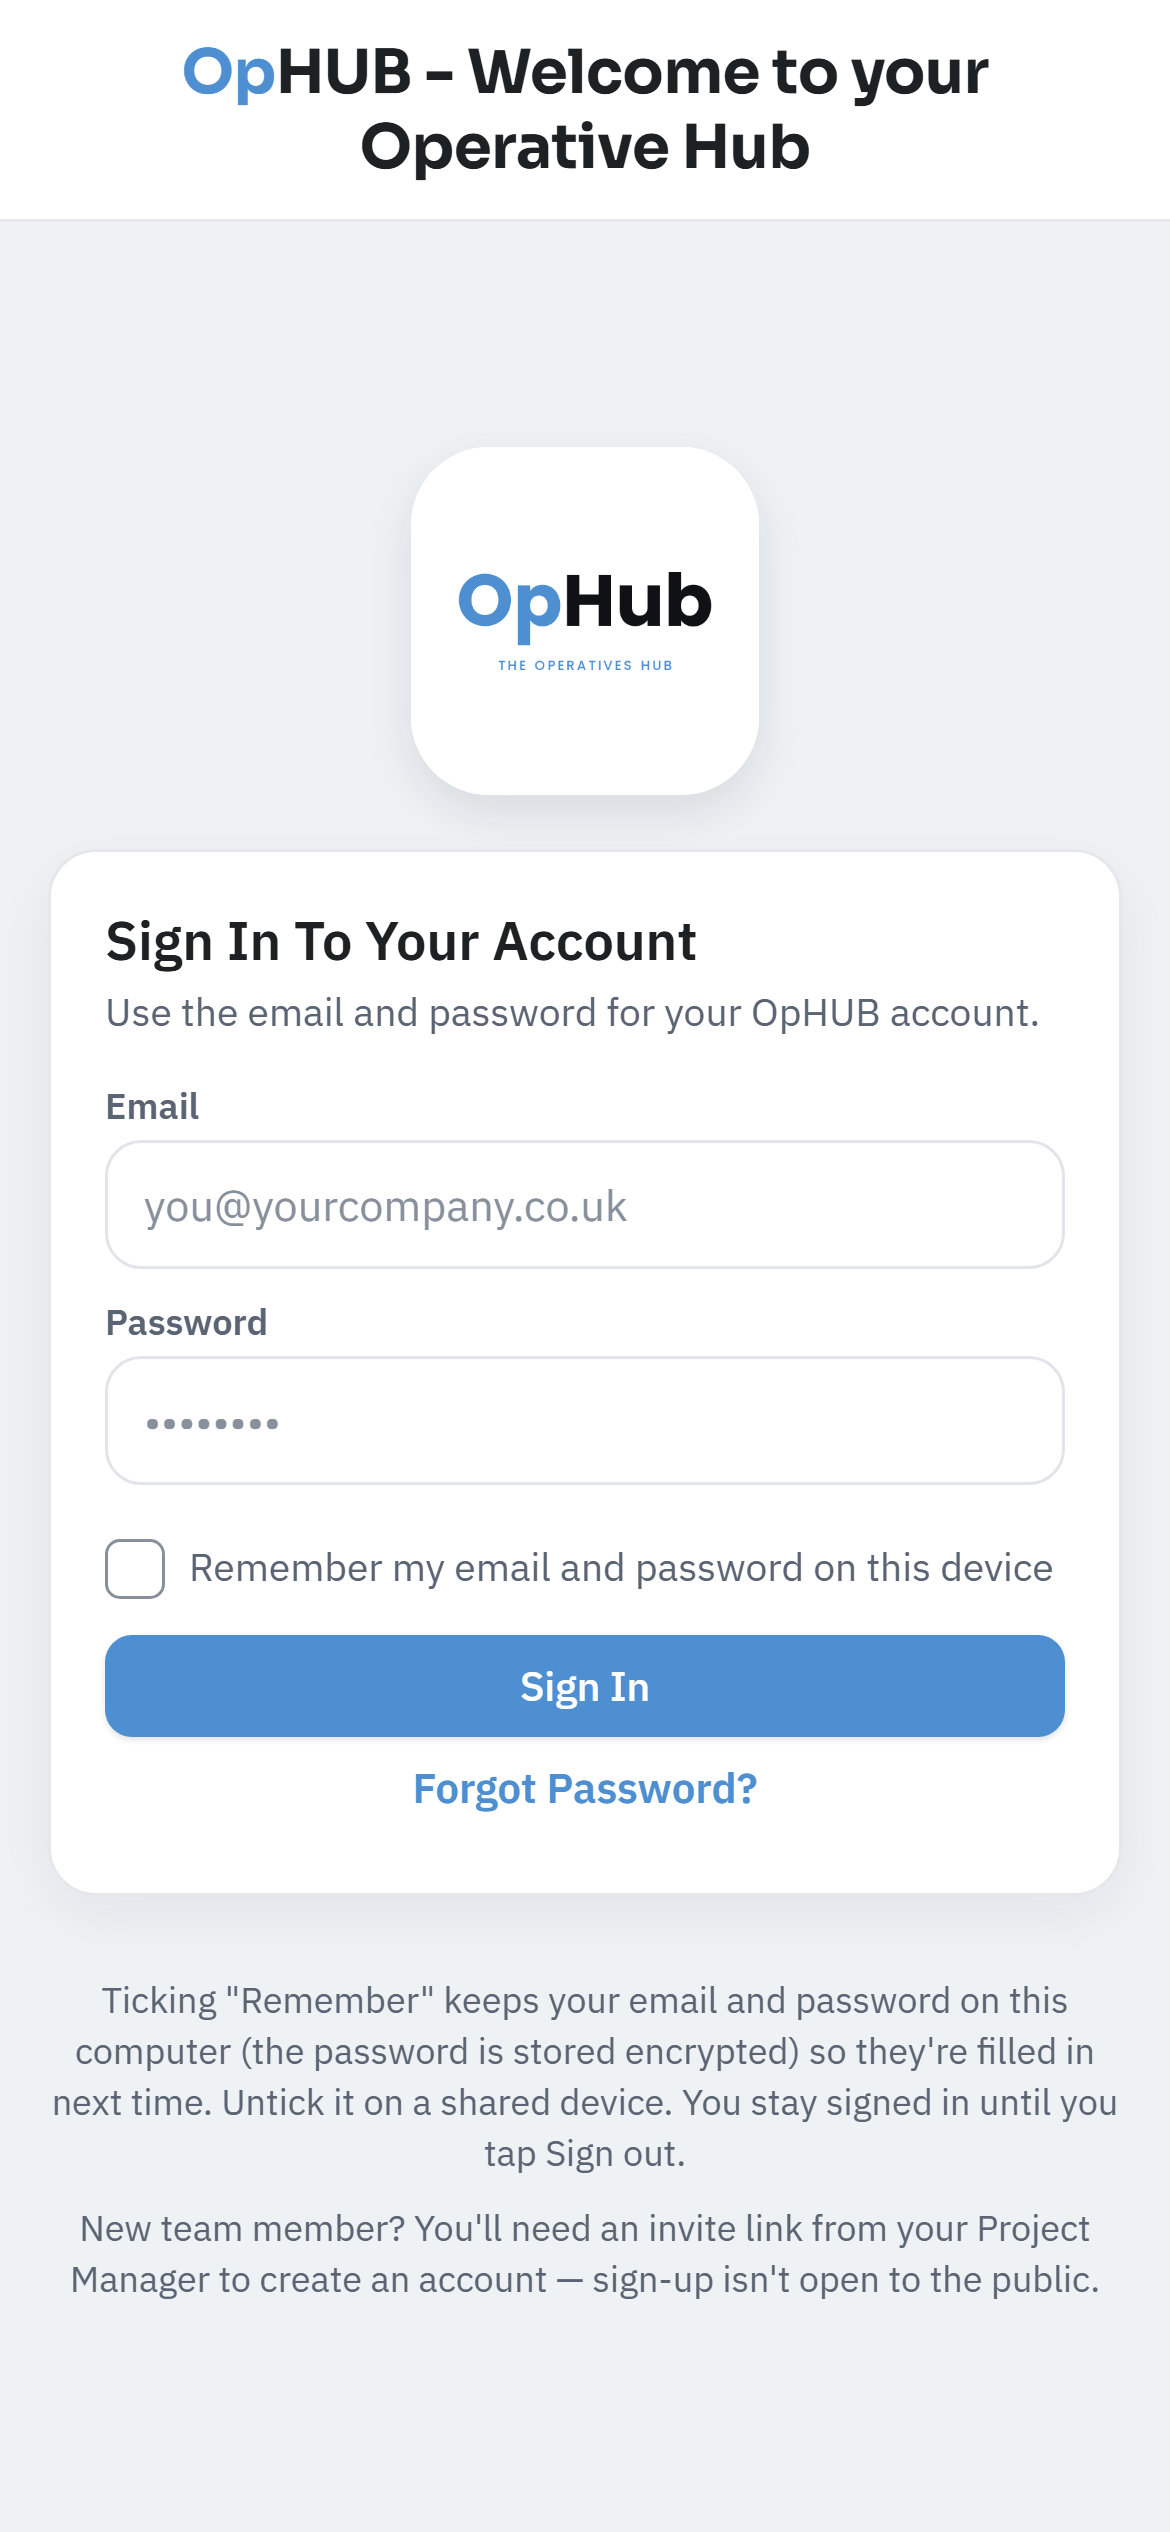 OpHUB - Welcome to your
Operative Hub
OpHub
THE OPERATIVES HUB
Sign In To Your Account
Use the email and password for your OpHUB account.
Email
you@yourcompany.co.uk
Password
••••••••
Remember my email and password on this device
Sign In
Forgot Password?
Ticking "Remember" keeps your email and password on this
computer (the password is stored encrypted) so they're filled in
next time. Untick it on a shared device. You stay signed in until you
tap Sign out.
New team member? You'll need an invite link from your Project
Manager to create an account — sign-up isn't open to the public.